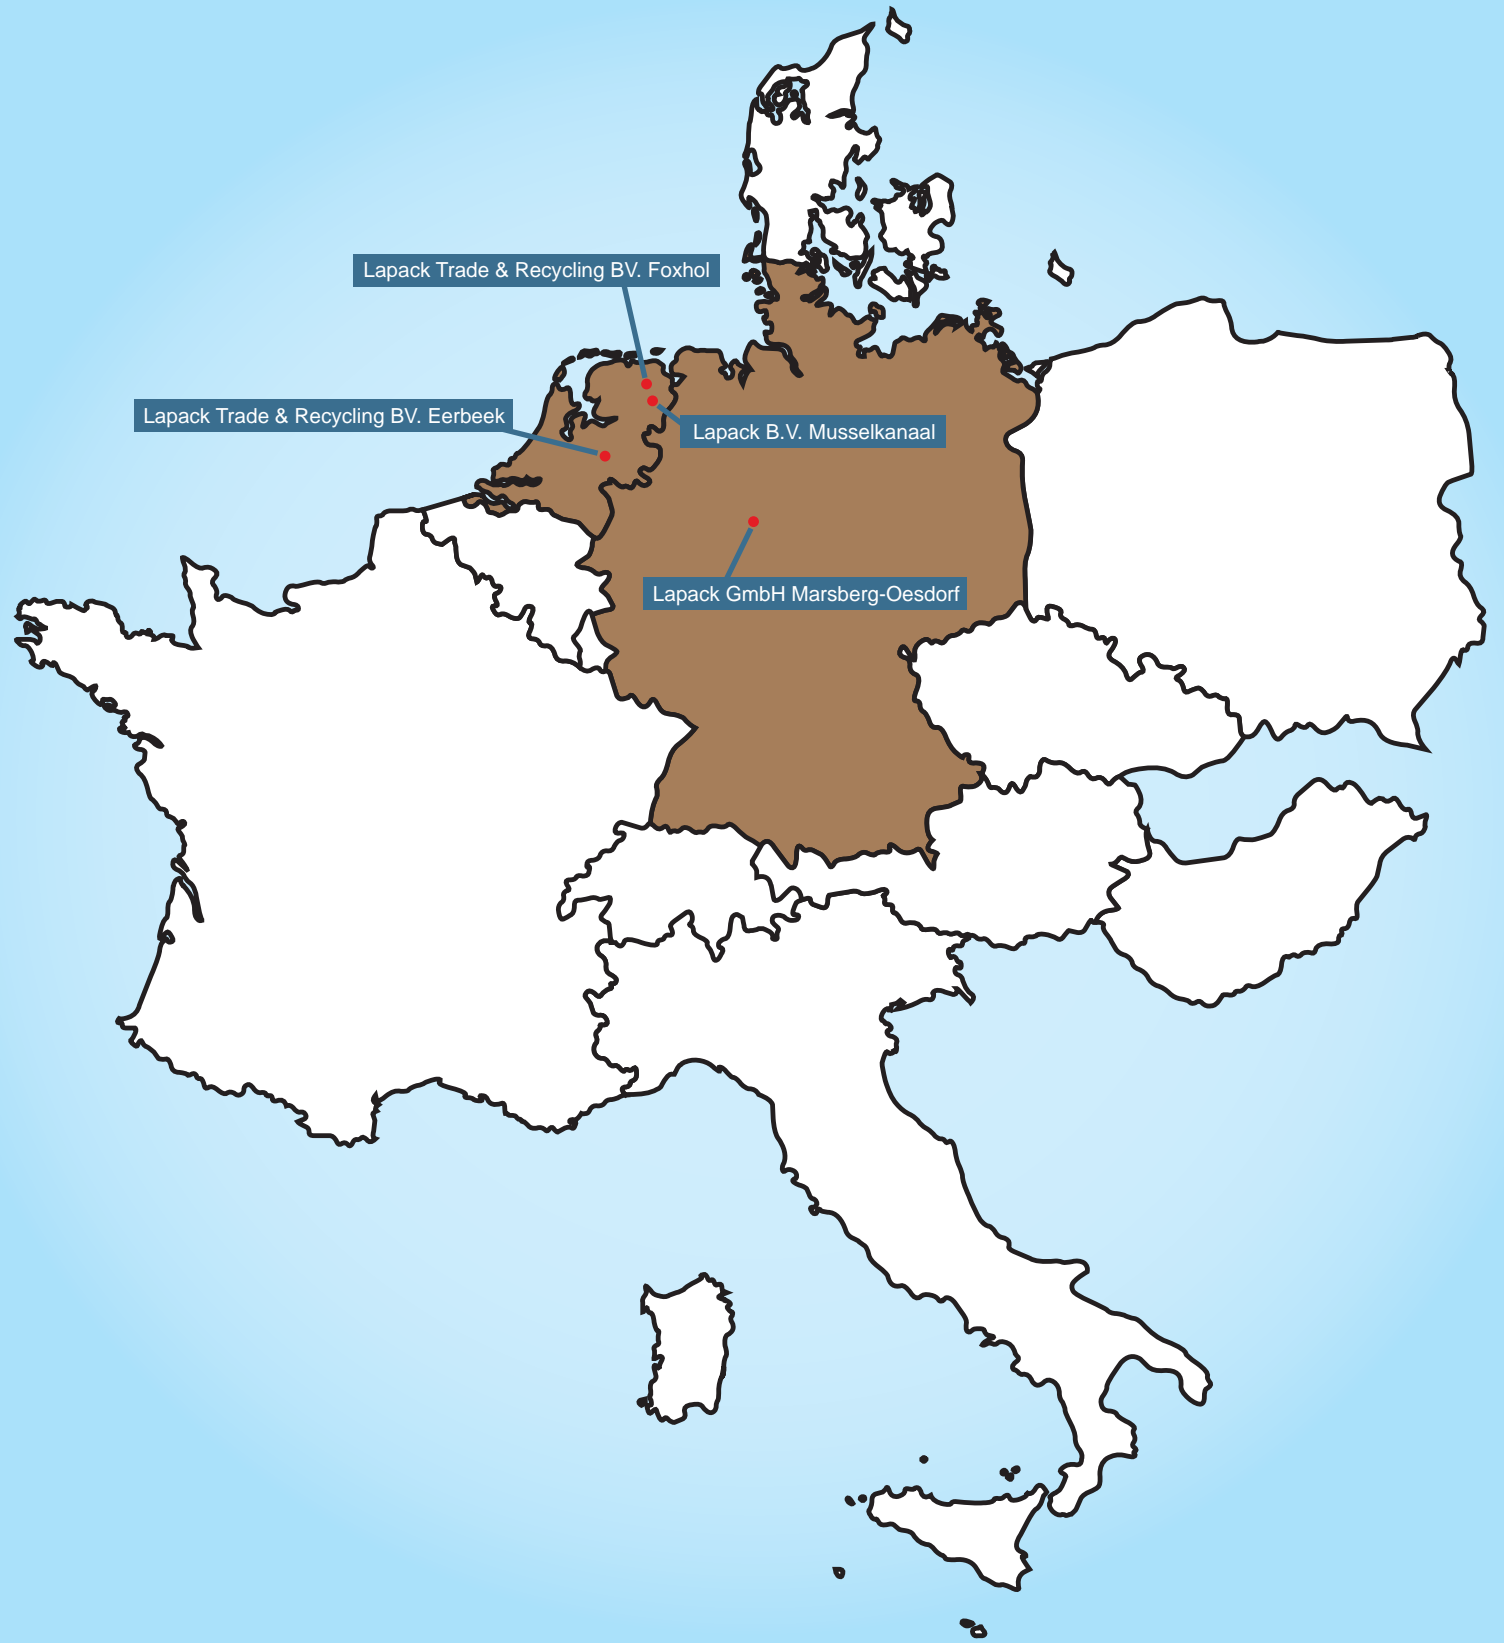 Lapack Trade & Recycling BV. Foxhol
Lapack Trade & Recycling BV. Eerbeek
Lapack B.V. Musselkanaal
Lapack GmbH Marsberg-Oesdorf